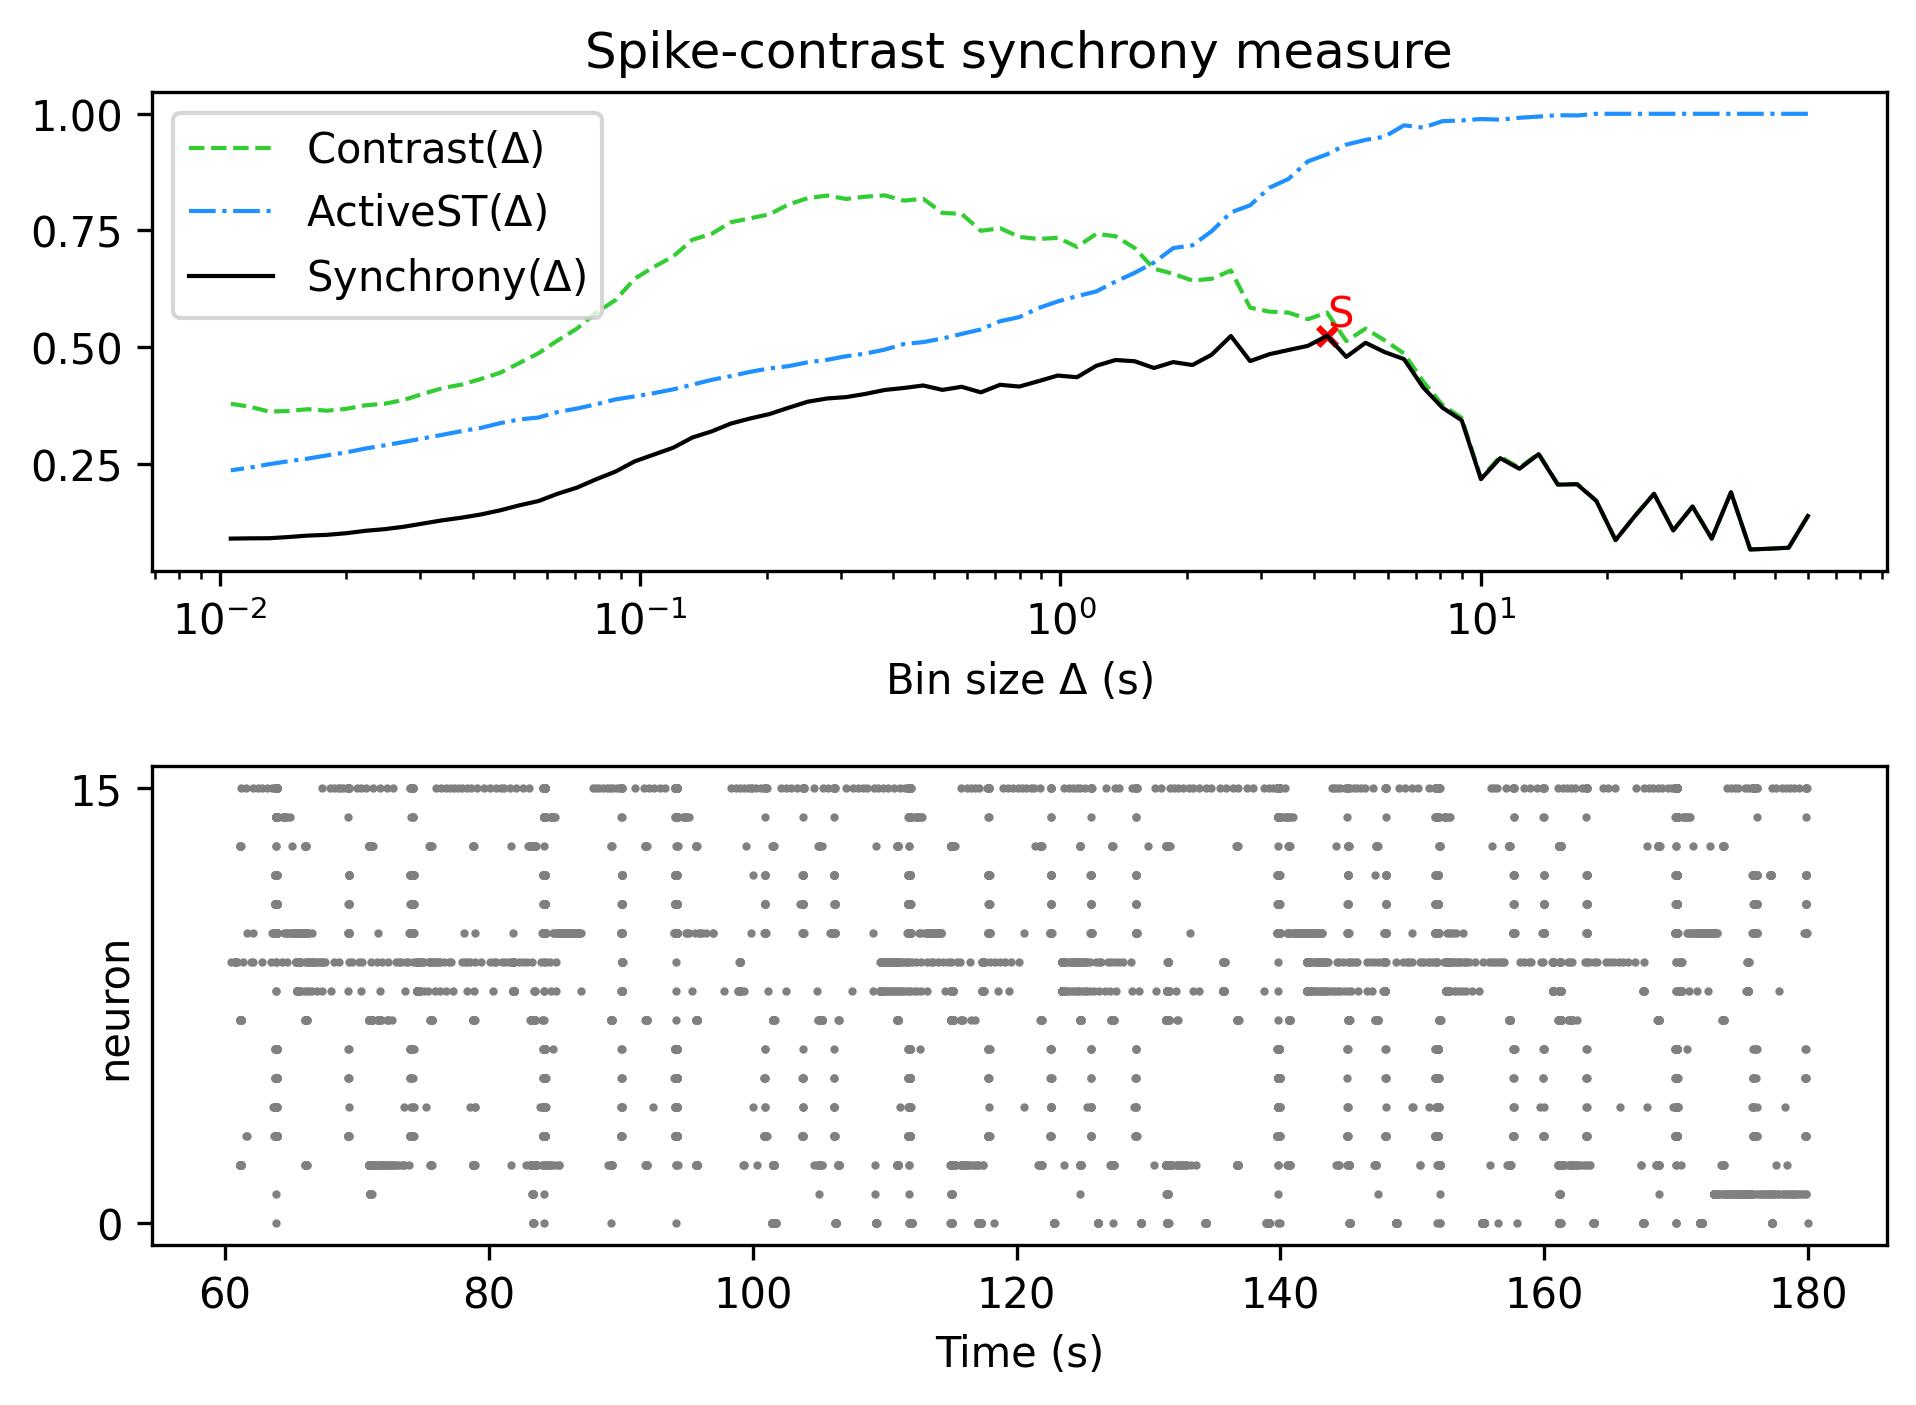 Spike-contrast synchrony measure
1.00
0.75
0.50
0.25
Contrast(Δ)
ActiveST(Δ)
Synchrony(Δ)
S
10⁻² 10⁻¹ 10⁰ 10¹
Bin size Δ (s)
15
0
neuron
60 80 100 120 140 160 180
Time (s)